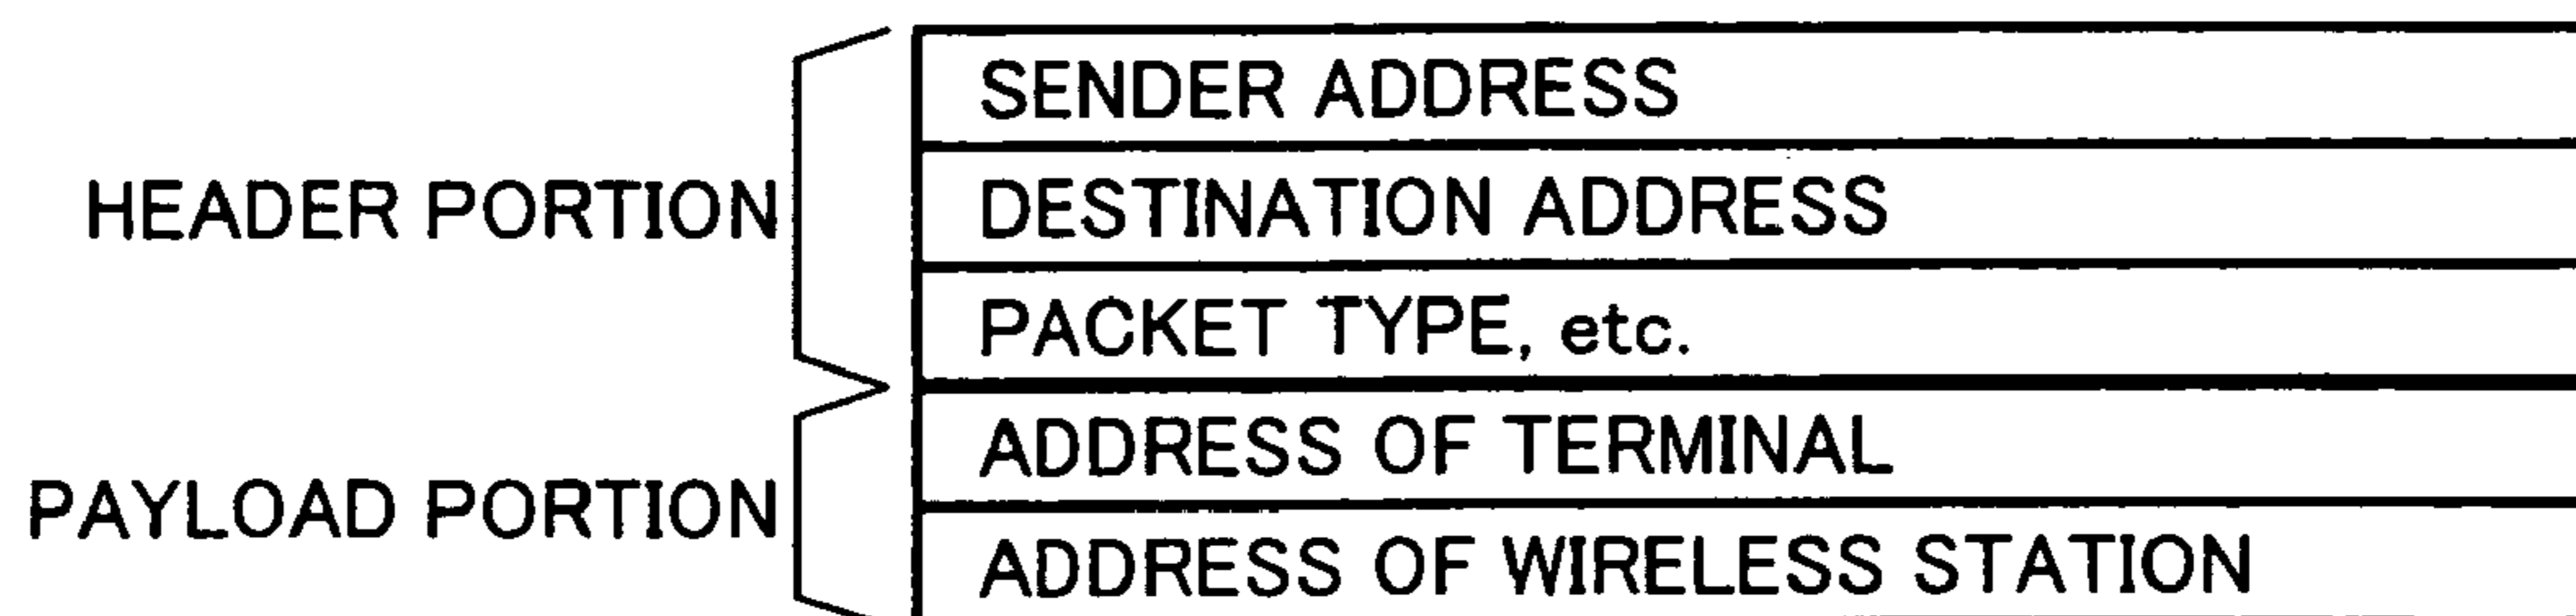 HEADER PORTION
SENDER ADDRESS
DESTINATION ADDRESS
PACKET TYPE, etc.
PAYLOAD PORTION
ADDRESS OF TERMINAL
ADDRESS OF WIRELESS STATION